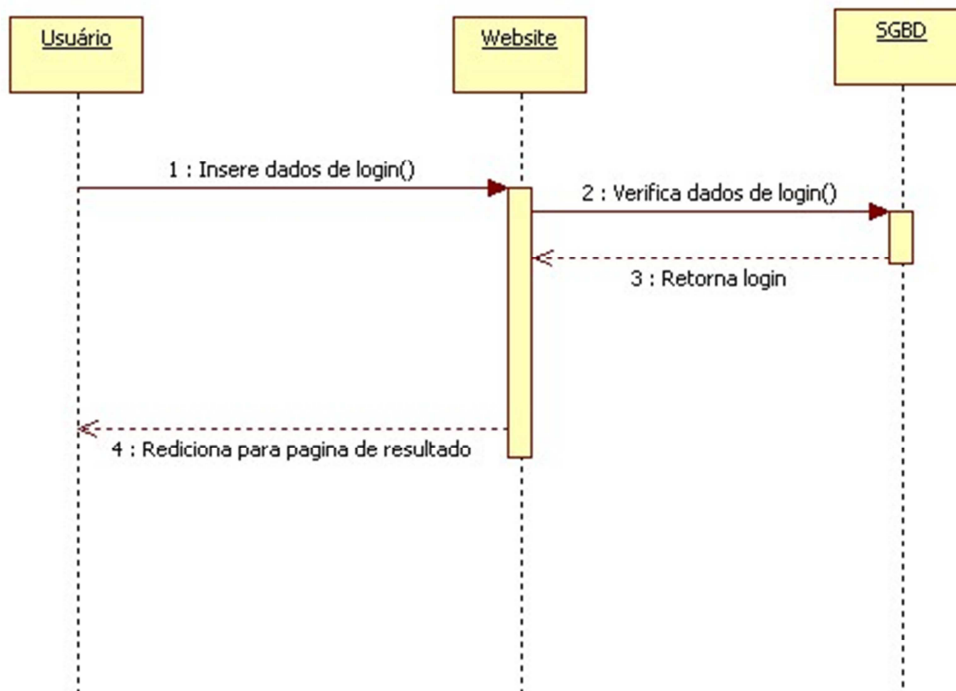 Usuário
Website
SGBD
1 : Insere dados de login()
2 : Verifica dados de login()
3 : Retorna login
4 : Rediciona para pagina de resultado